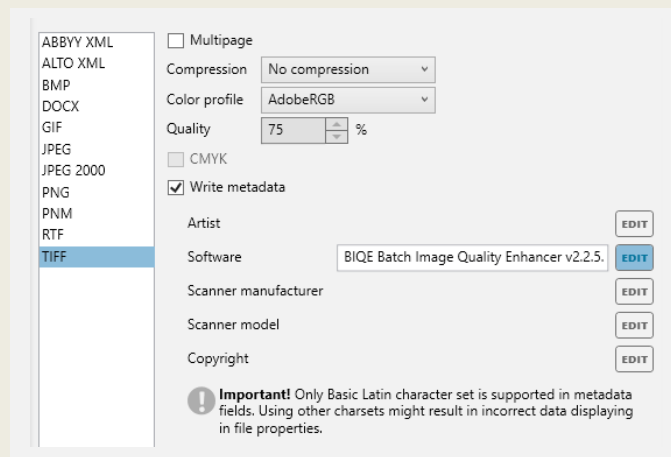 ABBYY XML
ALTO XML
BMP
DOCX
GIF
JPEG
JPEG 2000
PNG
PNM
RTF
TIFF
Multipage
Compression No compression
Color profile AdobeRGB
Quality 75 %
CMYK
Write metadata
Artist EDIT
Software BIQE Batch Image Quality Enhancer v2.2.5. EDIT
Scanner manufacturer EDIT
Scanner model EDIT
Copyright EDIT
Important! Only Basic Latin character set is supported in metadata
fields. Using other charsets might result in incorrect data displaying
in file properties.